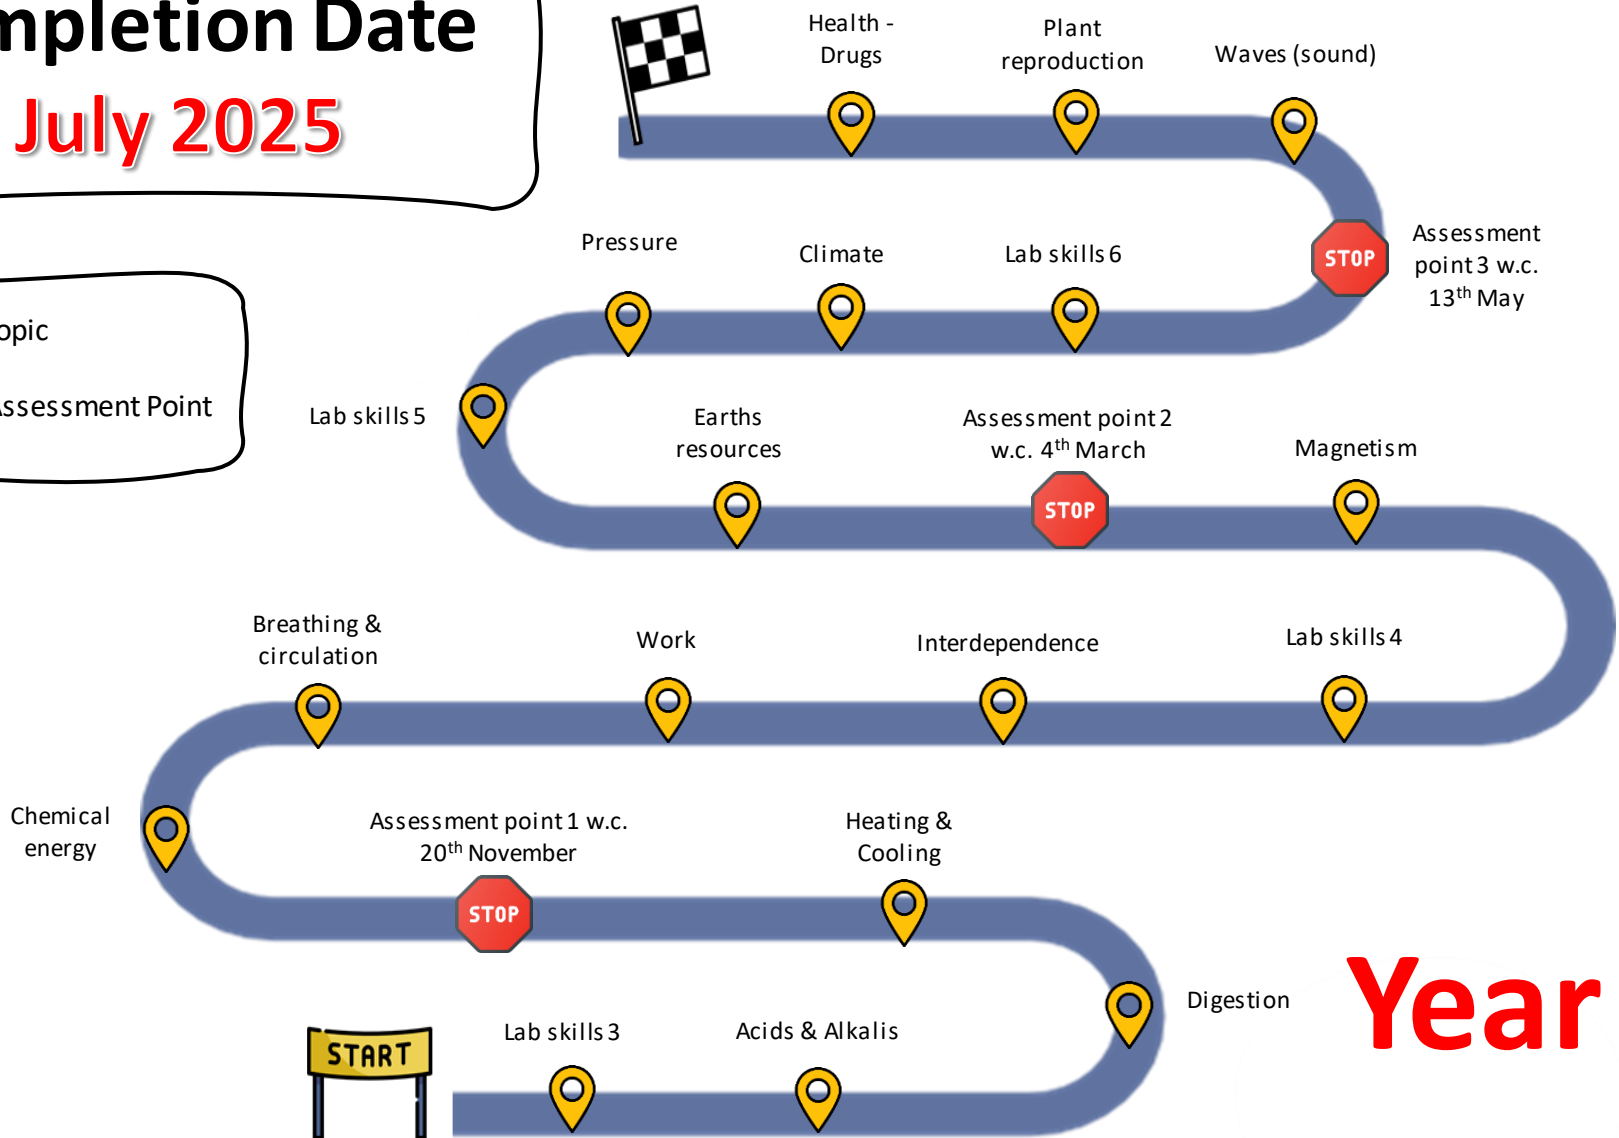 mpletion Date
July 2025
opic
Assessment Point
Health -
Drugs
Plant
reproduction
Waves (sound)
Assessment
point 3 w.c.
13th May
Pressure
Climate
Lab skills 6
STOP
Lab skills 5
Earths
resources
Assessment point 2
w.c. 4th March
STOP
Magnetism
Breathing &
circulation
Work
Interdependence
Lab skills 4
Chemical
energy
Assessment point 1 w.c.
20th November
STOP
Heating &
Cooling
Digestion
Year
START
Lab skills 3
Acids & Alkalis